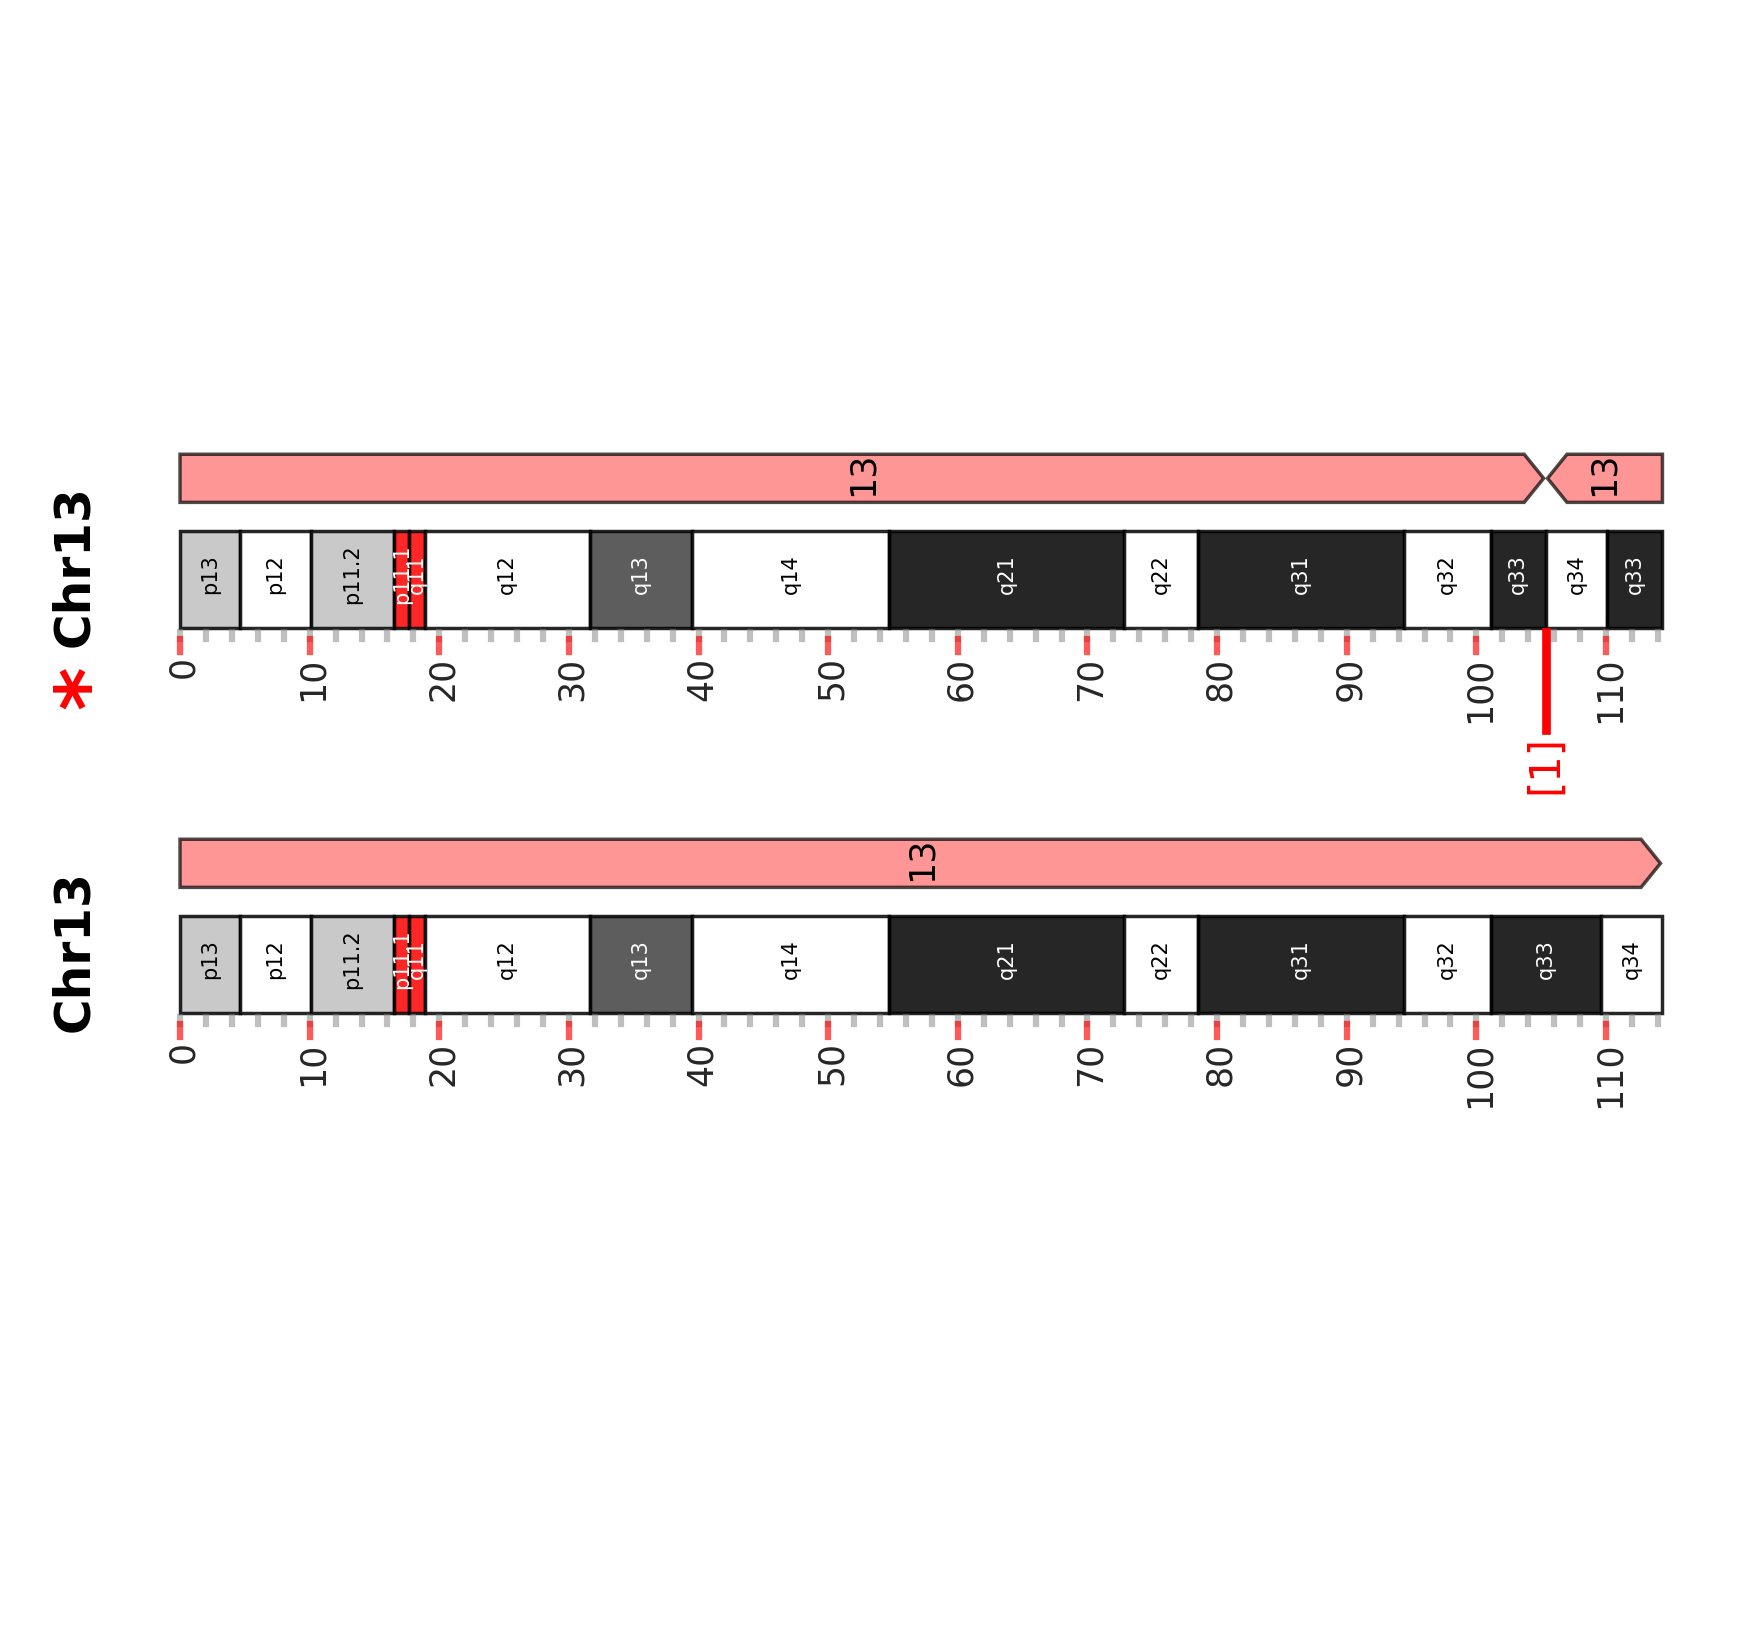 * Chr13
13 13
p13 p12 p11.2 p11.1 q11 q12 q13 q14 q21 q22 q31 q32 q33 q34 q33
0 10 20 30 40 50 60 70 80 90 100 110
[1]
Chr13
13
p13 p12 p11.2 p11.1 q11 q12 q13 q14 q21 q22 q31 q32 q33 q34
0 10 20 30 40 50 60 70 80 90 100 110